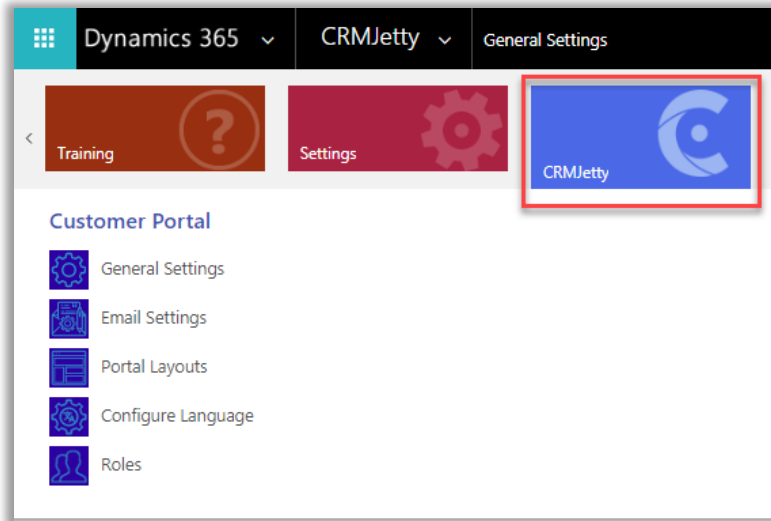 Dynamics 365 CRMJetty General Settings
Training Settings CRMJetty
Customer Portal
General Settings
Email Settings
Portal Layouts
Configure Language
Roles